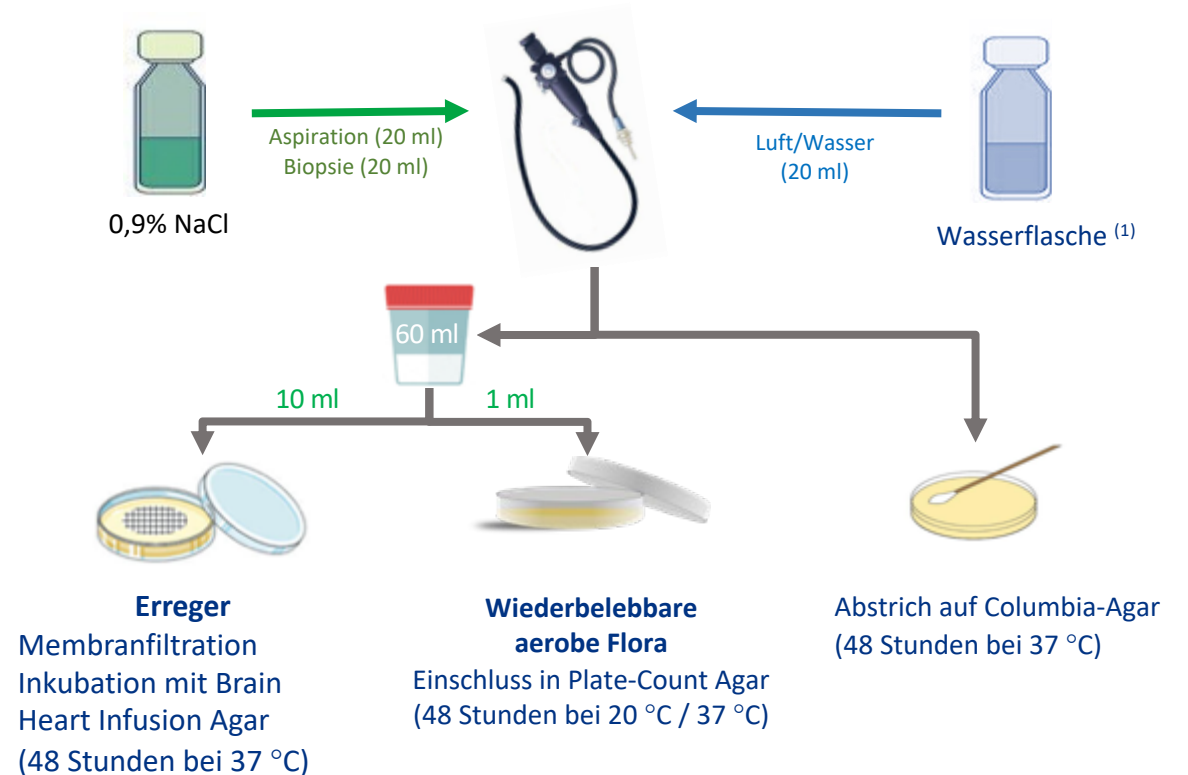 Aspiration (20 ml)
Biopsie (20 ml)
Luft/Wasser
(20 ml)
0,9% NaCl
Wasserflasche (1)
60 ml
10 ml
1 ml
Erreger
Membranfiltration
Inkubation mit Brain
Heart Infusion Agar
(48 Stunden bei 37 °C)
Wiederbelebbare
aerobe Flora
Einschluss in Plate-Count Agar
(48 Stunden bei 20 °C / 37 °C)
Abstrich auf Columbia-Agar
(48 Stunden bei 37 °C)